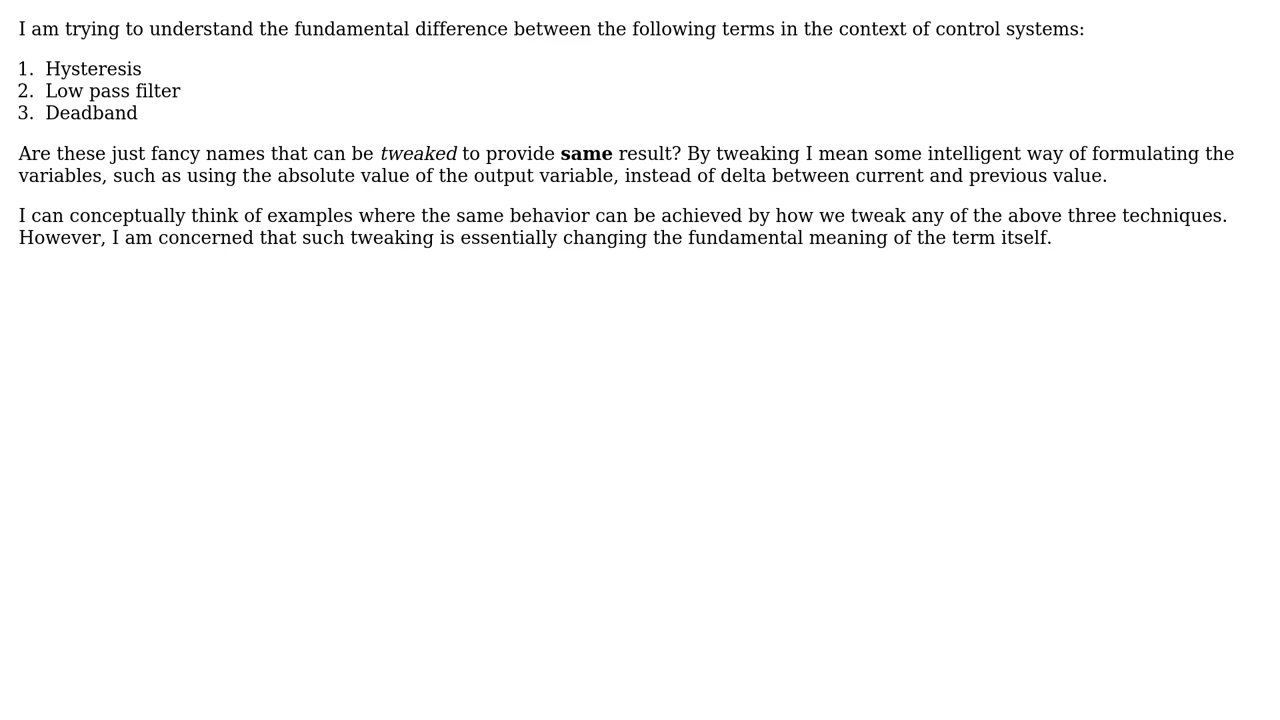 I am trying to understand the fundamental difference between the following terms in the context of control systems:
1. Hysteresis
2. Low pass filter
3. Deadband
Are these just fancy names that can be tweaked to provide same result? By tweaking I mean some intelligent way of formulating the
variables, such as using the absolute value of the output variable, instead of delta between current and previous value.
I can conceptually think of examples where the same behavior can be achieved by how we tweak any of the above three techniques.
However, I am concerned that such tweaking is essentially changing the fundamental meaning of the term itself.